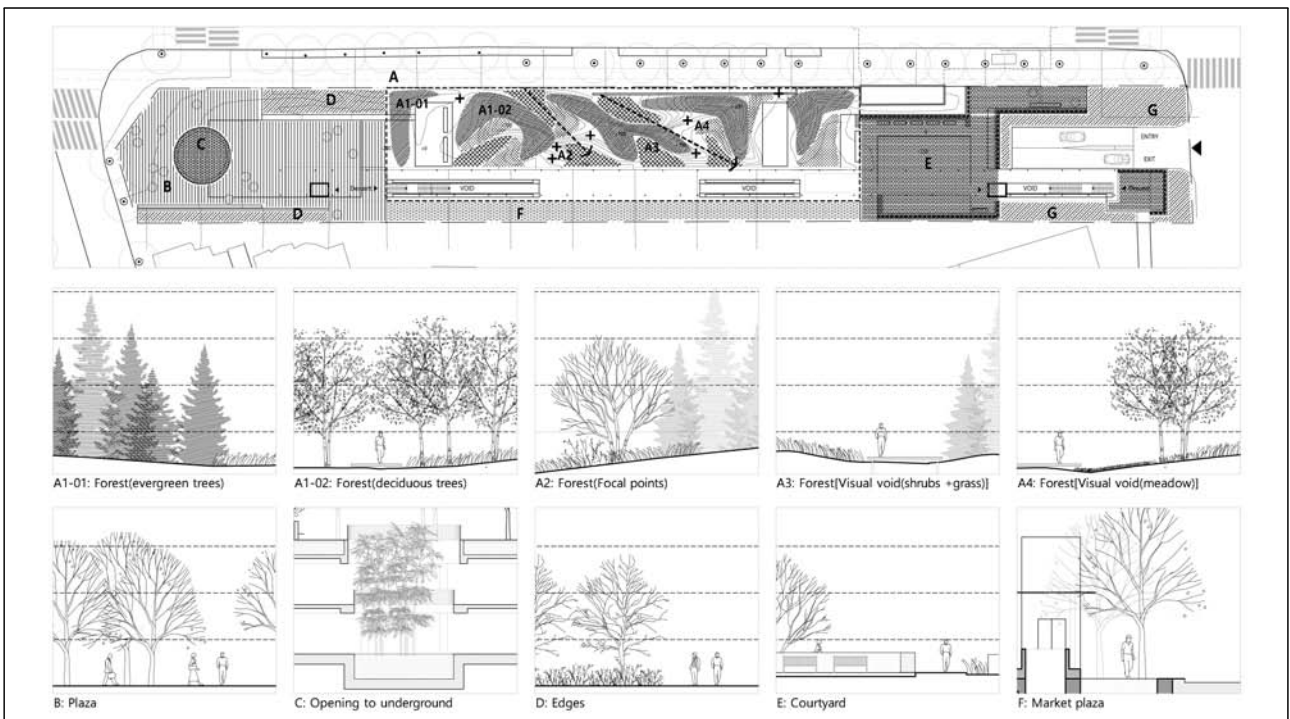 A
A1-01
A1-02
A2
A3
A4
D
C
B
D
VOID
VOID
F
E
G
ENTRY
EXIT
VOID
G
A1-01: Forest(evergreen trees)
A1-02: Forest(deciduous trees)
A2: Forest(Focal points)
A3: Forest[Visual void(shrubs +grass)]
A4: Forest[Visual void(meadow)]
B: Plaza
C: Opening to underground
D: Edges
E: Courtyard
F: Market plaza